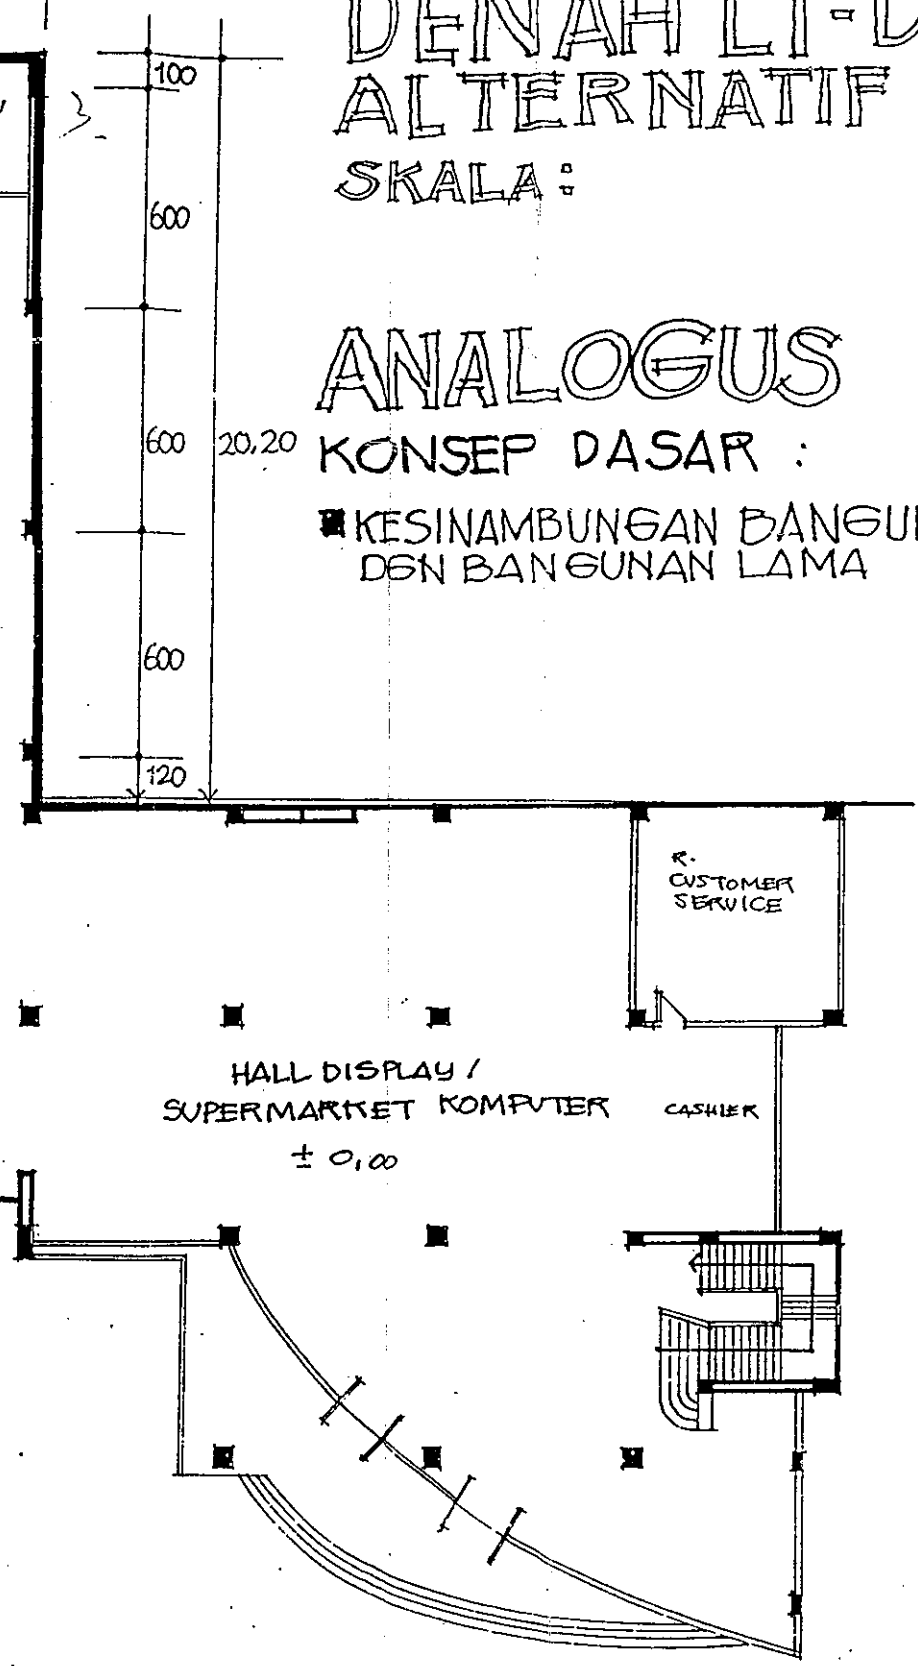 DENAH LT-D
ALTERNATIF
SKALA :
100
600
600
20,20
600
120
ANALOGUS
KONSEP DASAR :
KESINAMBUNGAN BANGU
DGN BANGUNAN LAMA
R.
CUSTOMER
SERVICE
HALL DISPLAY /
SUPERMARKET KOMPUTER
CASHIER
± 0,00